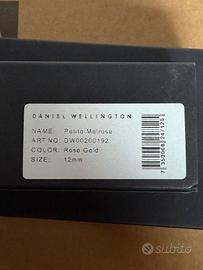 DANIEL WELLINGTON
NAME: Petite Melrose
ART NO: DW00200192
COLOR: Rose Gold
SIZE: 12mm
subito